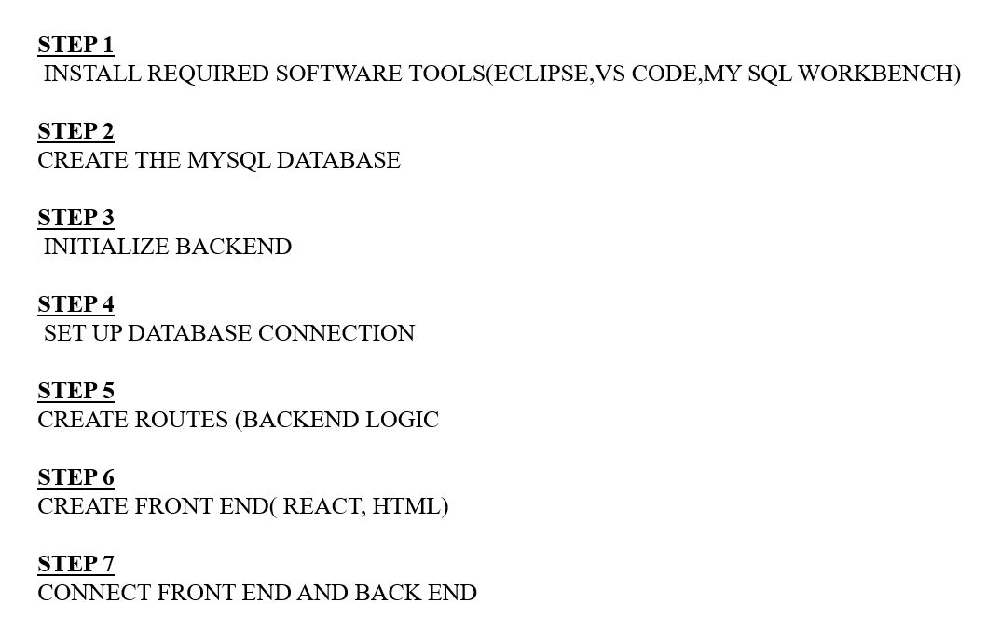 STEP 1
INSTALL REQUIRED SOFTWARE TOOLS(ECLIPSE,VS CODE,MY SQL WORKBENCH)
STEP 2
CREATE THE MYSQL DATABASE
STEP 3
INITIALIZE BACKEND
STEP 4
SET UP DATABASE CONNECTION
STEP 5
CREATE ROUTES (BACKEND LOGIC
STEP 6
CREATE FRONT END( REACT, HTML)
STEP 7
CONNECT FRONT END AND BACK END